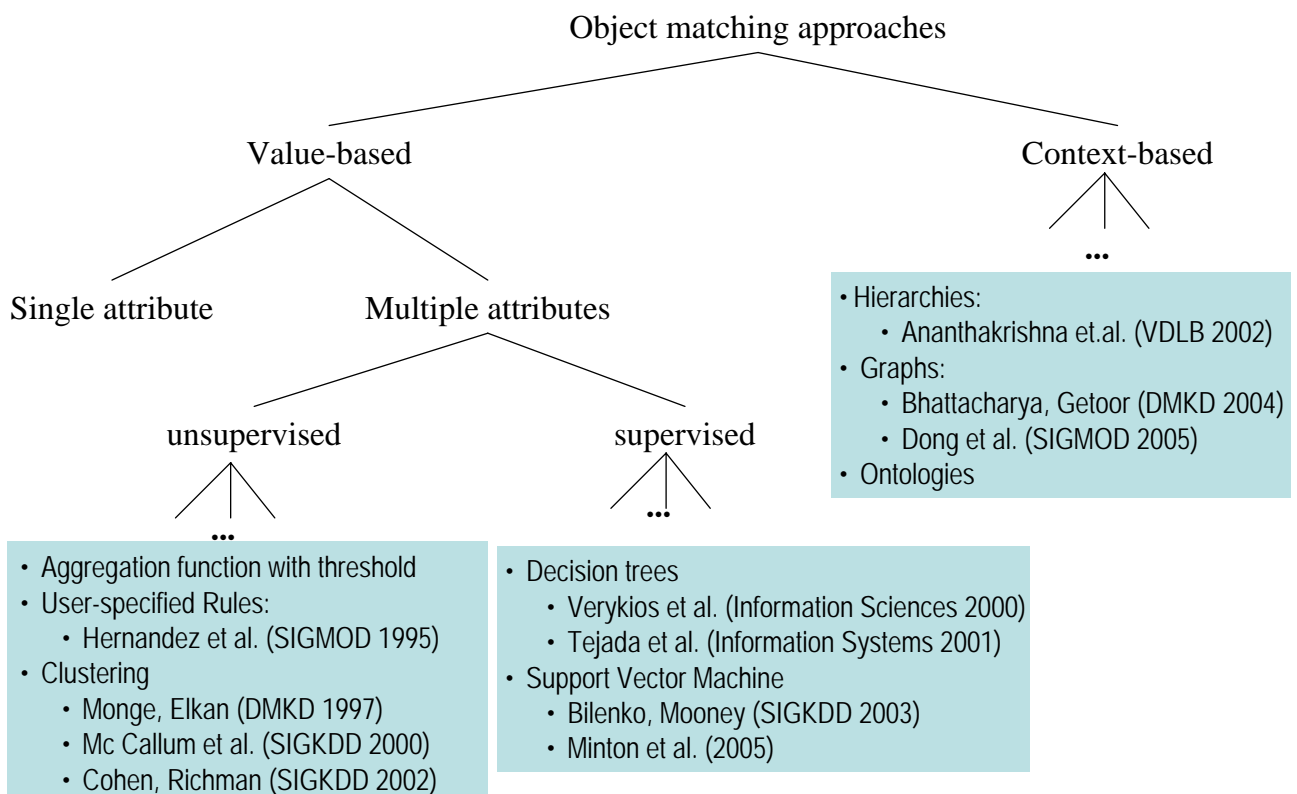 Object matching approaches
Value-based
Context-based
...
Single attribute
Multiple attributes
• Hierarchies:
• Ananthakrishna et.al. (VDLB 2002)
• Graphs:
• Bhattacharya, Getoor (DMKD 2004)
• Dong et al. (SIGMOD 2005)
• Ontologies
unsupervised
supervised
...
...
• Aggregation function with threshold
• User-specified Rules:
• Hernandez et al. (SIGMOD 1995)
• Clustering
• Monge, Elkan (DMKD 1997)
• Mc Callum et al. (SIGKDD 2000)
• Cohen, Richman (SIGKDD 2002)
• Decision trees
• Verykios et al. (Information Sciences 2000)
• Tejada et al. (Information Systems 2001)
• Support Vector Machine
• Bilenko, Mooney (SIGKDD 2003)
• Minton et al. (2005)